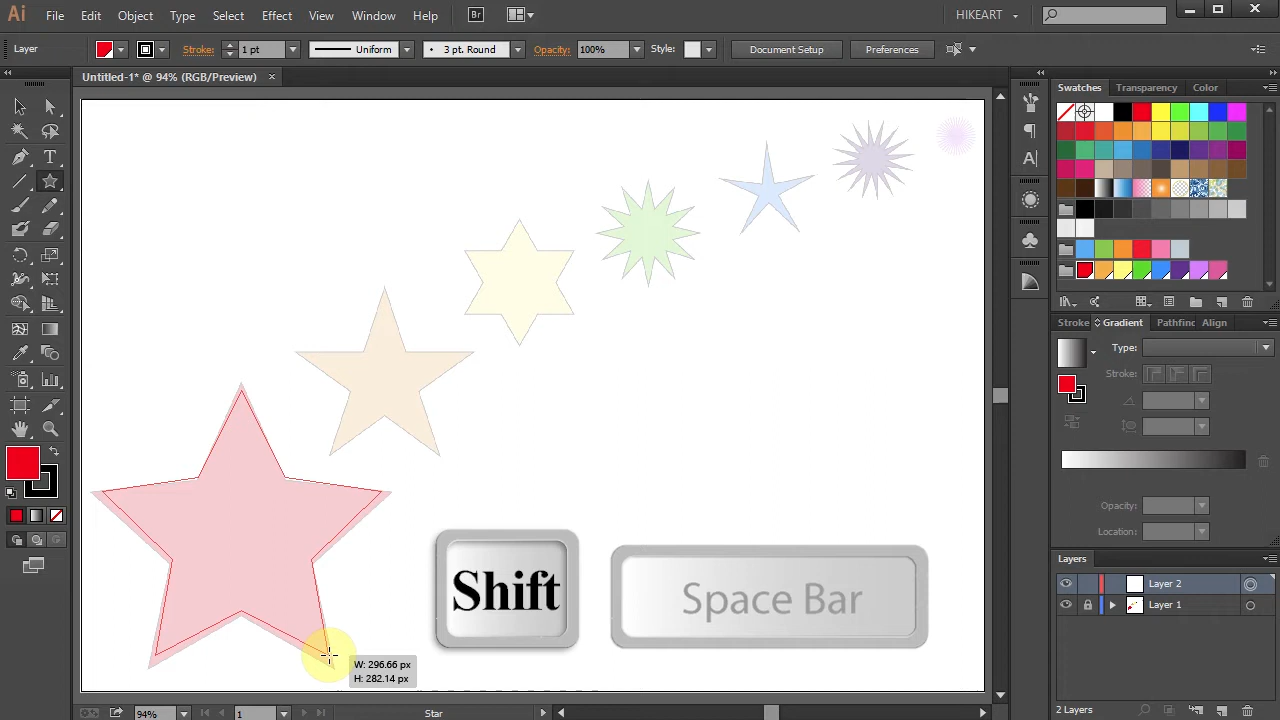 Ai File Edit Object Type Select Effect View Window Help Br HIKEART
Layer Stroke: 1 pt Uniform 3 pt. Round Opacity: 100% Style: Document Setup Preferences
Untitled-1* @ 94% (RGB/Preview)
Swatches Transparency Color
Stroke Gradient Pathfinc Align
Type:
Stroke:
Opacity:
Location:
Shift
Space Bar
W: 296.66 px
H: 282.14 px
Layers
Layer 2
Layer 1
2 Layers
94% 1 Star